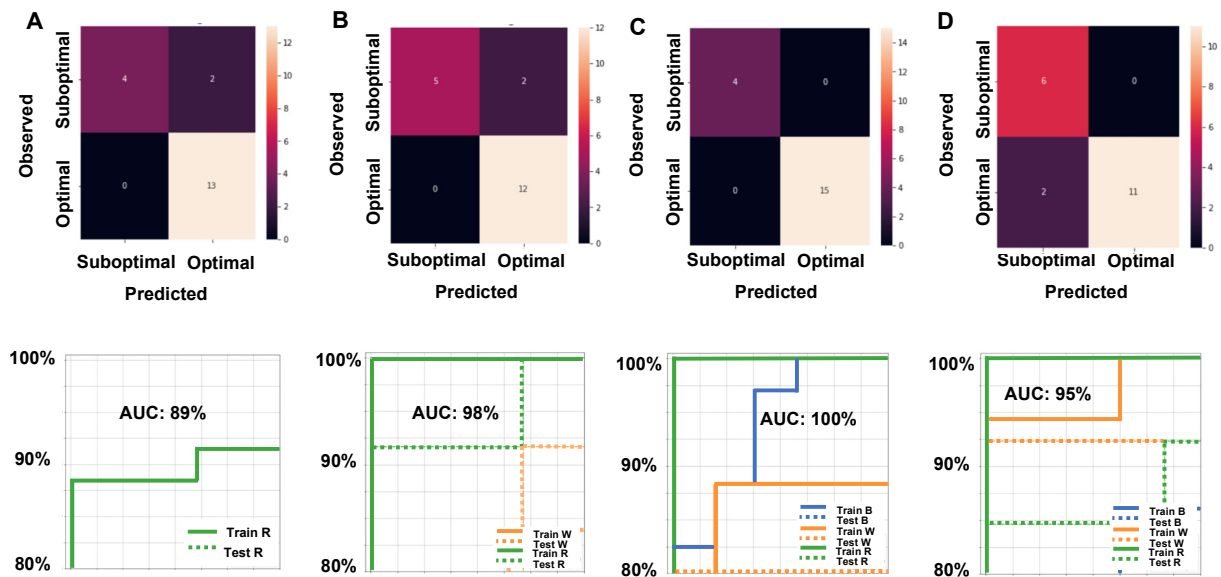 A
Observed
Suboptimal
Optimal
4
2
0
13
12
10
8
6
4
2
0
Suboptimal Optimal
Predicted
B
Observed
Suboptimal
Optimal
5
2
0
12
12
10
8
6
4
2
0
Suboptimal Optimal
Predicted
C
Observed
Suboptimal
Optimal
4
0
0
15
14
12
10
8
6
4
2
0
Suboptimal Optimal
Predicted
D
Observed
Suboptimal
Optimal
6
0
2
11
10
8
6
4
2
0
Suboptimal Optimal
Predicted
100%
90%
80%
AUC: 89%
Train R
Test R
100%
90%
80%
AUC: 98%
Train W
Test W
Train R
Test R
100%
90%
80%
AUC: 100%
Train B
Test B
Train W
Test W
Train R
Test R
100%
90%
80%
AUC: 95%
Train B
Test B
Train W
Test W
Train R
Test R